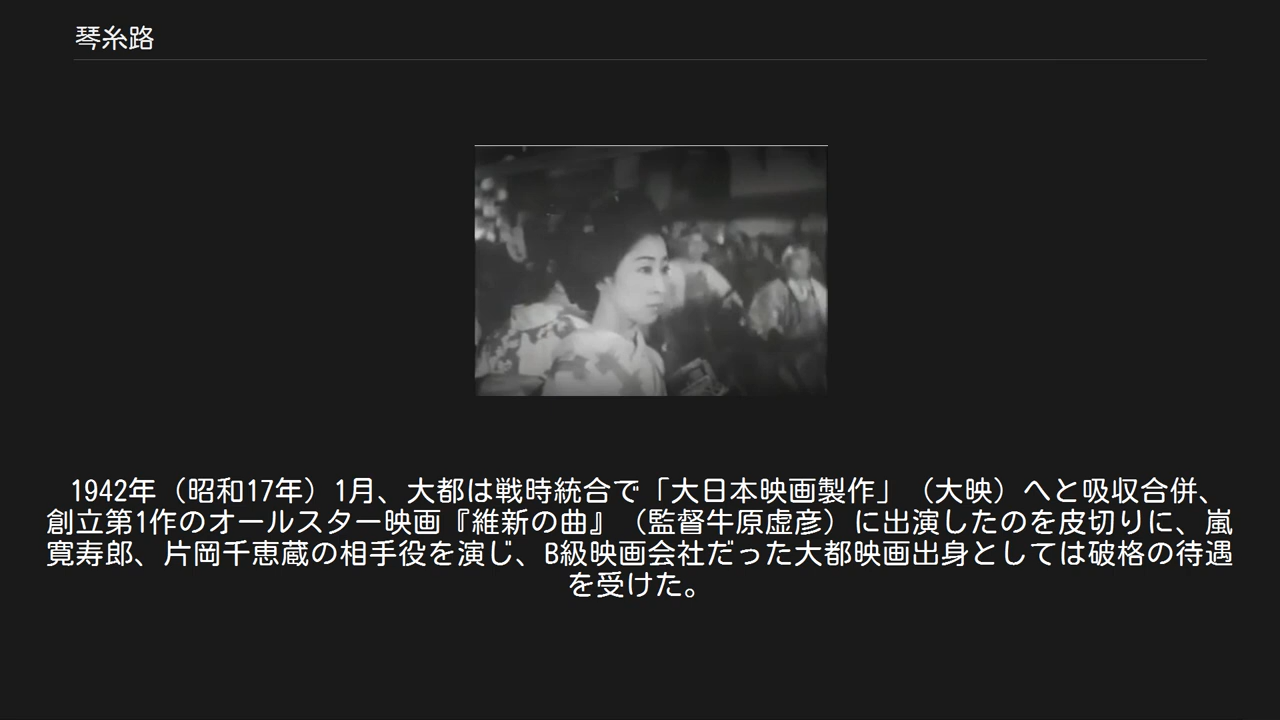 琴糸路
1942年（昭和17年）1月、大都は戦時統合で「大日本映画製作」（大映）へと吸収合併、
創立第1作のオールスター映画『維新の曲』（監督牛原虚彦）に出演したのを皮切りに、嵐
寛寿郎、片岡千恵蔵の相手役を演じ、B級映画会社だった大都映画出身としては破格の待遇
を受けた。